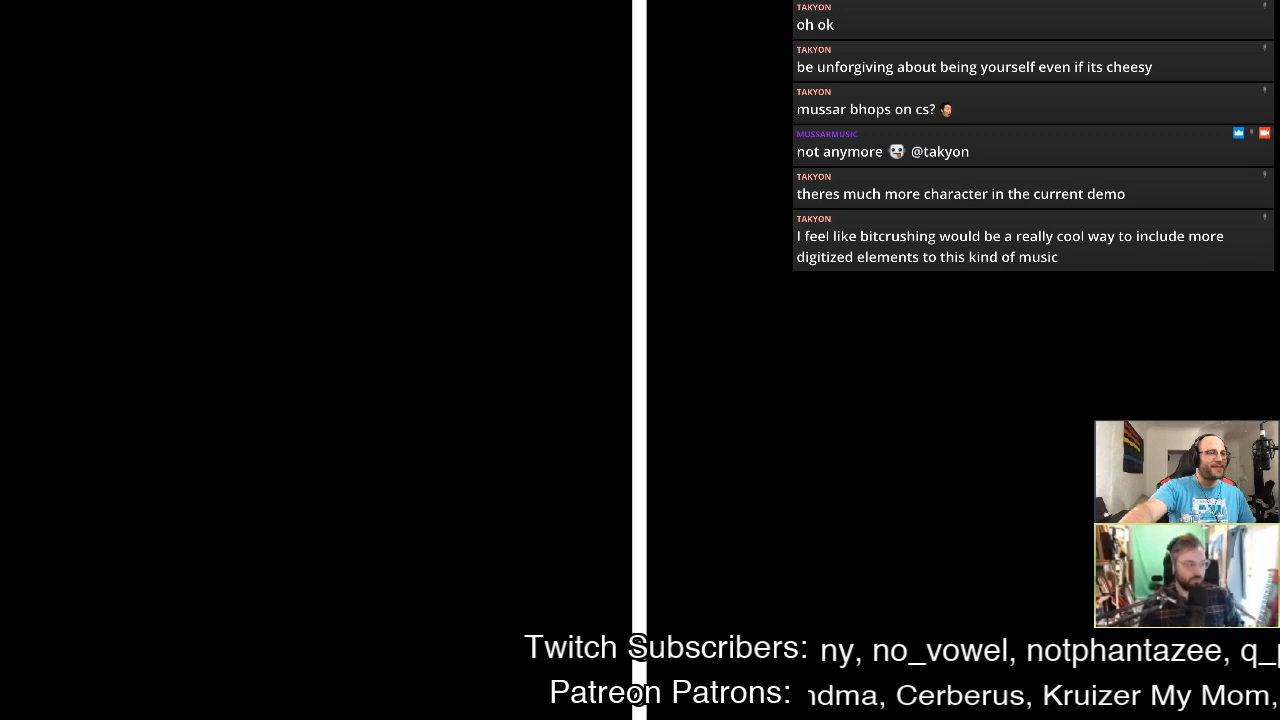 TAKYON
oh ok
TAKYON
be unforgiving about being yourself even if its cheesy
TAKYON
mussar bhops on cs?
MUSSARMUSIC
not anymore @takyon
TAKYON
theres much more character in the current demo
TAKYON
I feel like bitcrushing would be a really cool way to include more
digitized elements to this kind of music
Twitch Subscribers: ny, no_vowel, notphantazee, q_
Patreon Patrons: ndma, Cerberus, Kruizer My Mom,